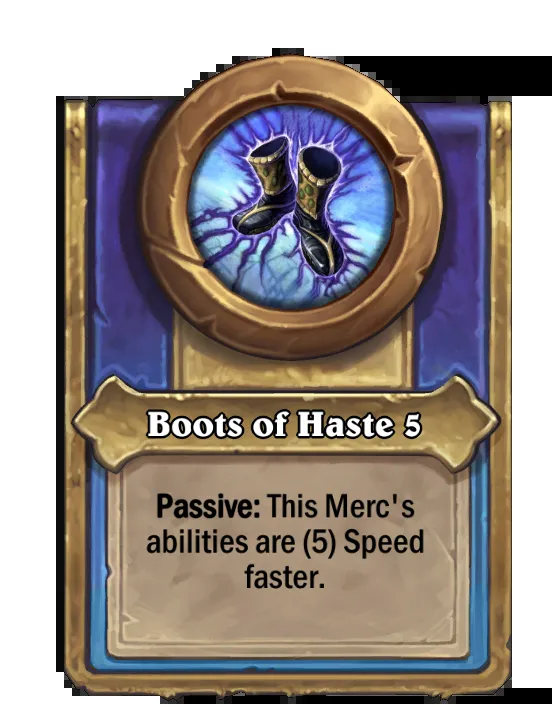 Boots of Haste 5
Passive: This Merc's
abilities are (5) Speed
faster.